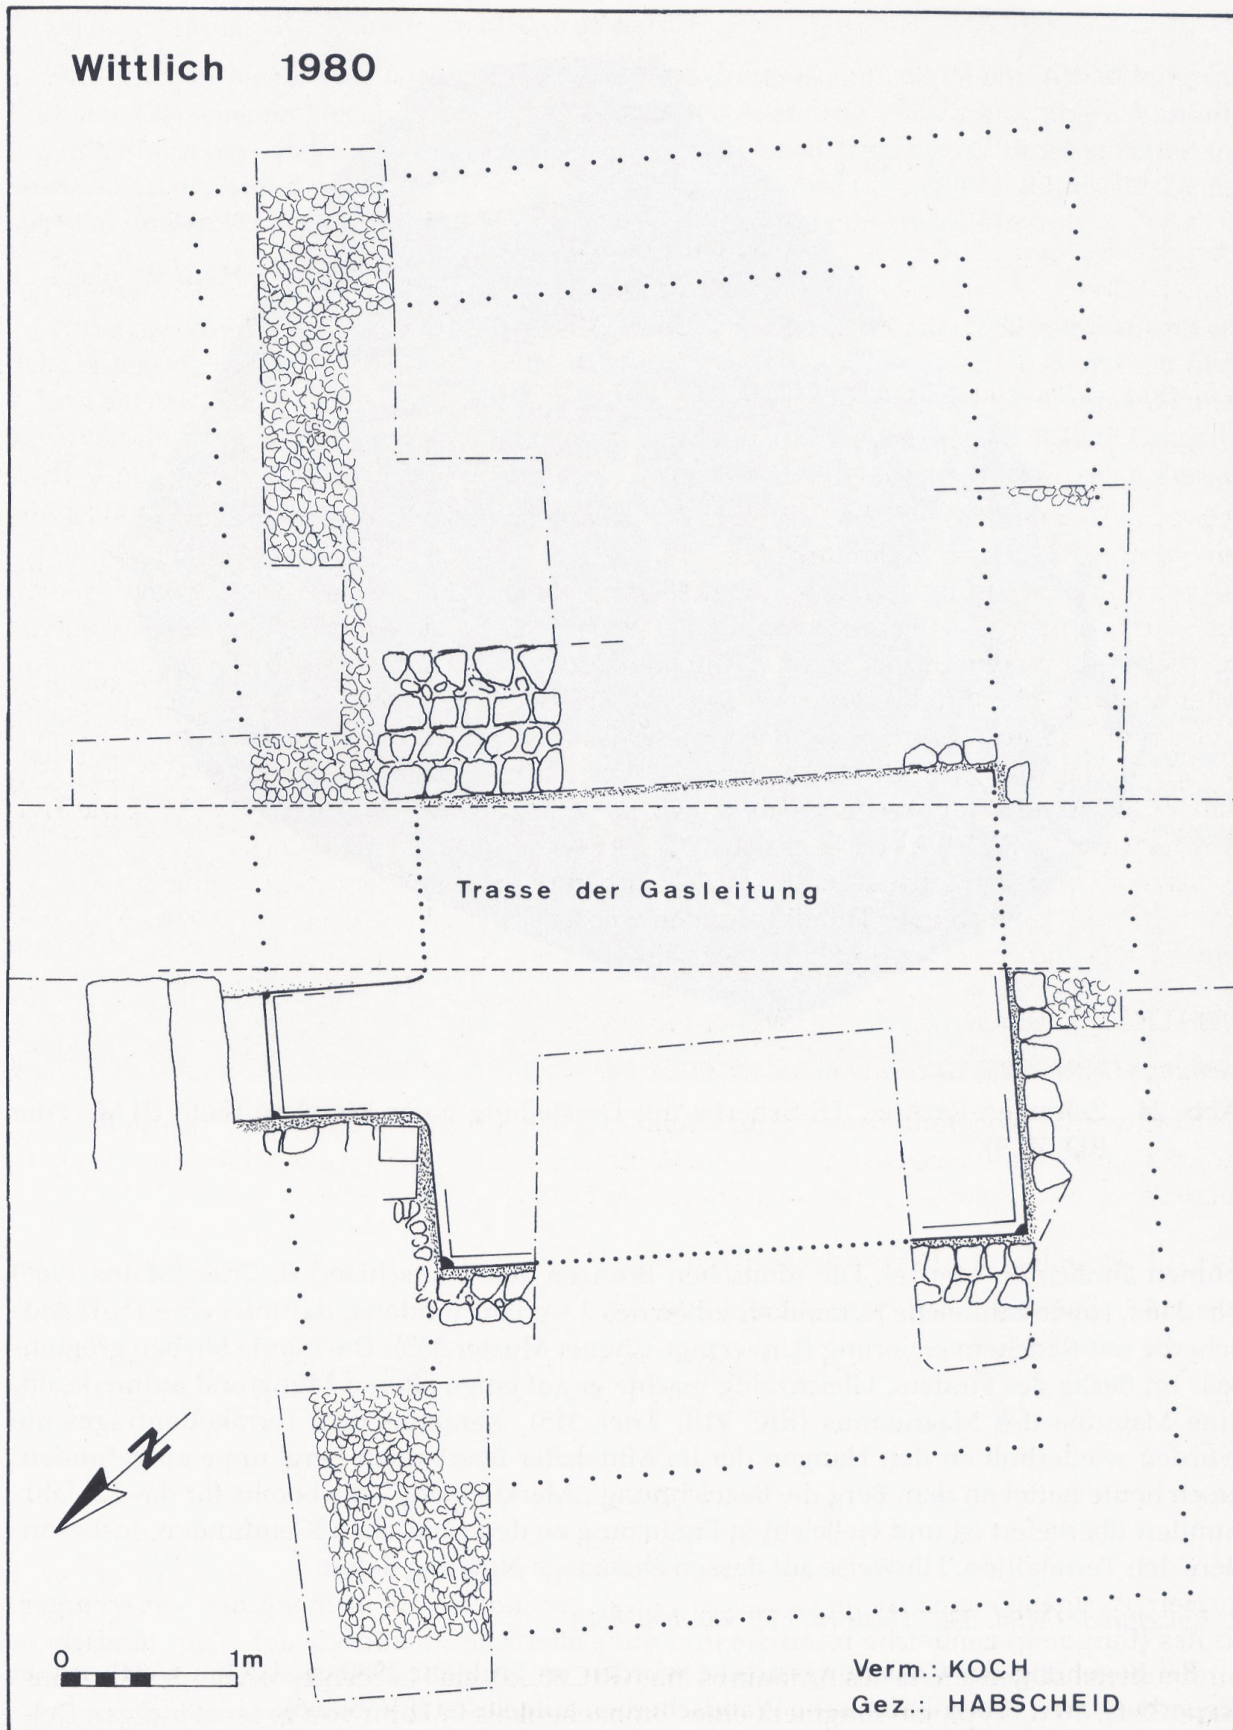 Wittlich 1980
Trasse der Gasleitung
N
0 1m
Verm.: KOCH
Gez.: HABSCHEID